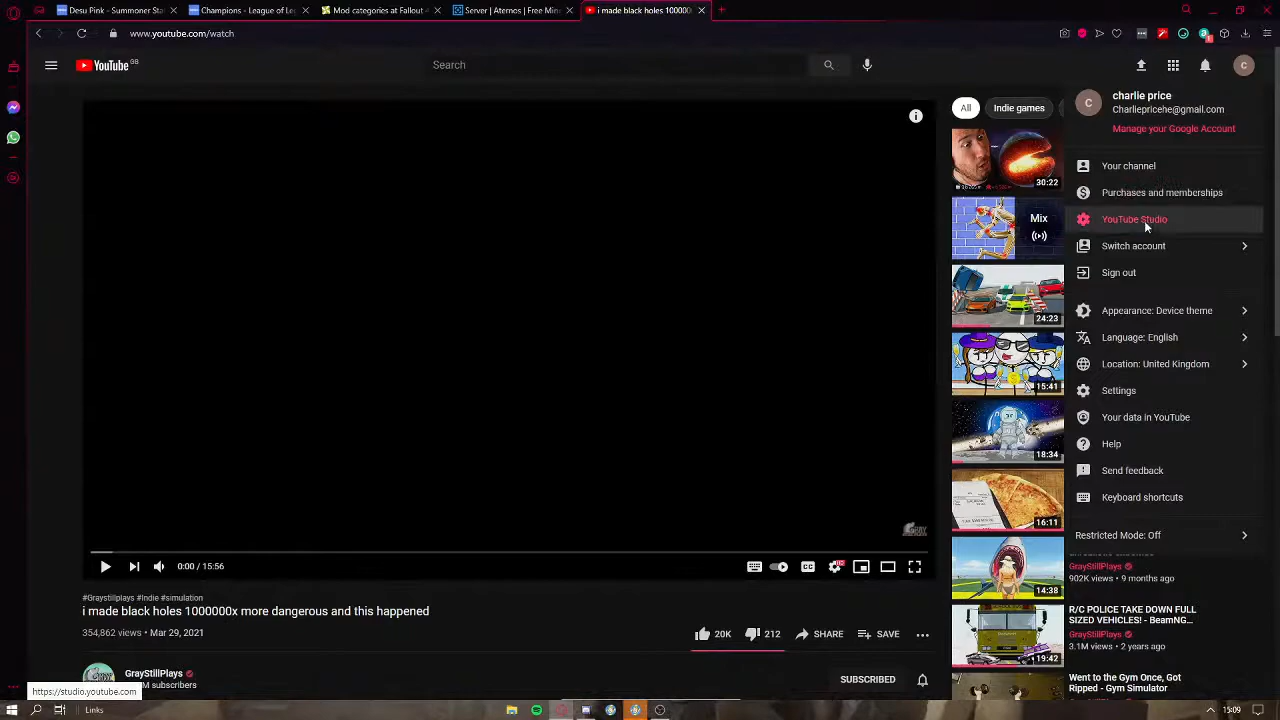 Desu Pink - Summoner Sta
Champions - League of Leg
Mod categories at Fallout 4
Server | Aternos | Free Min
i made black holes 1000000
www.youtube.com/watch
YouTube GB
Search
C
i
All
Indie games
30:22
Mix
24:23
15:41
18:34
16:11
14:38
19:42
C
charlie price
Charliepricehe@gmail.com
Manage your Google Account
Your channel
Purchases and memberships
YouTube Studio
Switch account
Sign out
Appearance: Device theme
Language: English
Location: United Kingdom
Settings
Your data in YouTube
Help
Send feedback
Keyboard shortcuts
Restricted Mode: Off
GrayStillPlays
902K views • 9 months ago
R/C POLICE TAKE DOWN FULL
SIZED VEHICLES! - BeamNG...
GrayStillPlays
3.1M views • 2 years ago
Went to the Gym Once, Got
Ripped - Gym Simulator
0:00 / 15:56
CC
HD
#Graystillplays #Indie #simulation
i made black holes 1000000x more dangerous and this happened
354,862 views • Mar 29, 2021
20K
212
SHARE
SAVE
GrayStillPlays
M subscribers
SUBSCRIBED
https://studio.youtube.com
Links
15:09